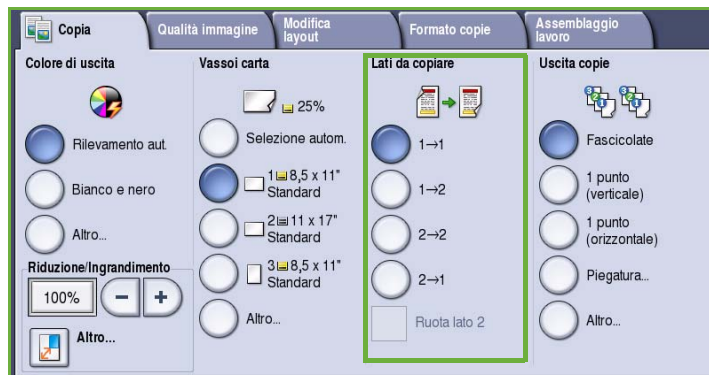 Copia
Qualità immagine
Modifica
layout
Formato copie
Assemblaggio
lavoro
Colore di uscita
Rilevamento aut.
Bianco e nero
Altro...
Riduzione/Ingrandimento
100%
Altro...
Vassoi carta
25%
Selezione autom.
1 8,5 x 11"
Standard
2 11 x 17"
Standard
3 8,5 x 11"
Standard
Altro...
Lati da copiare
1→1
1→2
2→2
2→1
Ruota lato 2
Uscita copie
Fascicolate
1 punto
(verticale)
1 punto
(orizzontale)
Piegatura...
Altro...